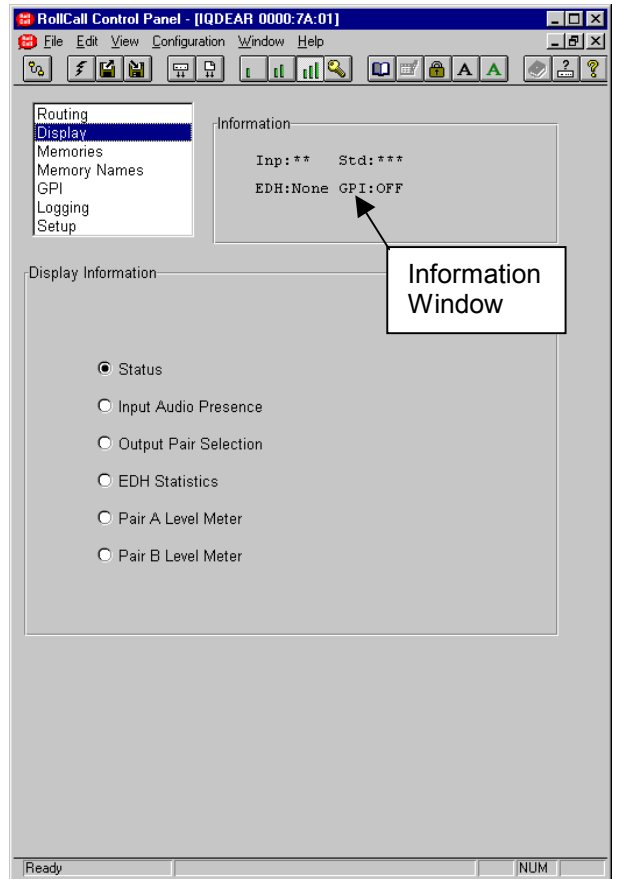 RollCall Control Panel - [IQDEAR 0000:7A:01]
File Edit View Configuration Window Help
A A
Routing
Display
Memories
Memory Names
GPI
Logging
Setup
Information
Inp:** Std:***
EDH:None GPI:OFF
Information
Window
Display Information
Status
Input Audio Presence
Output Pair Selection
EDH Statistics
Pair A Level Meter
Pair B Level Meter
Ready
NUM